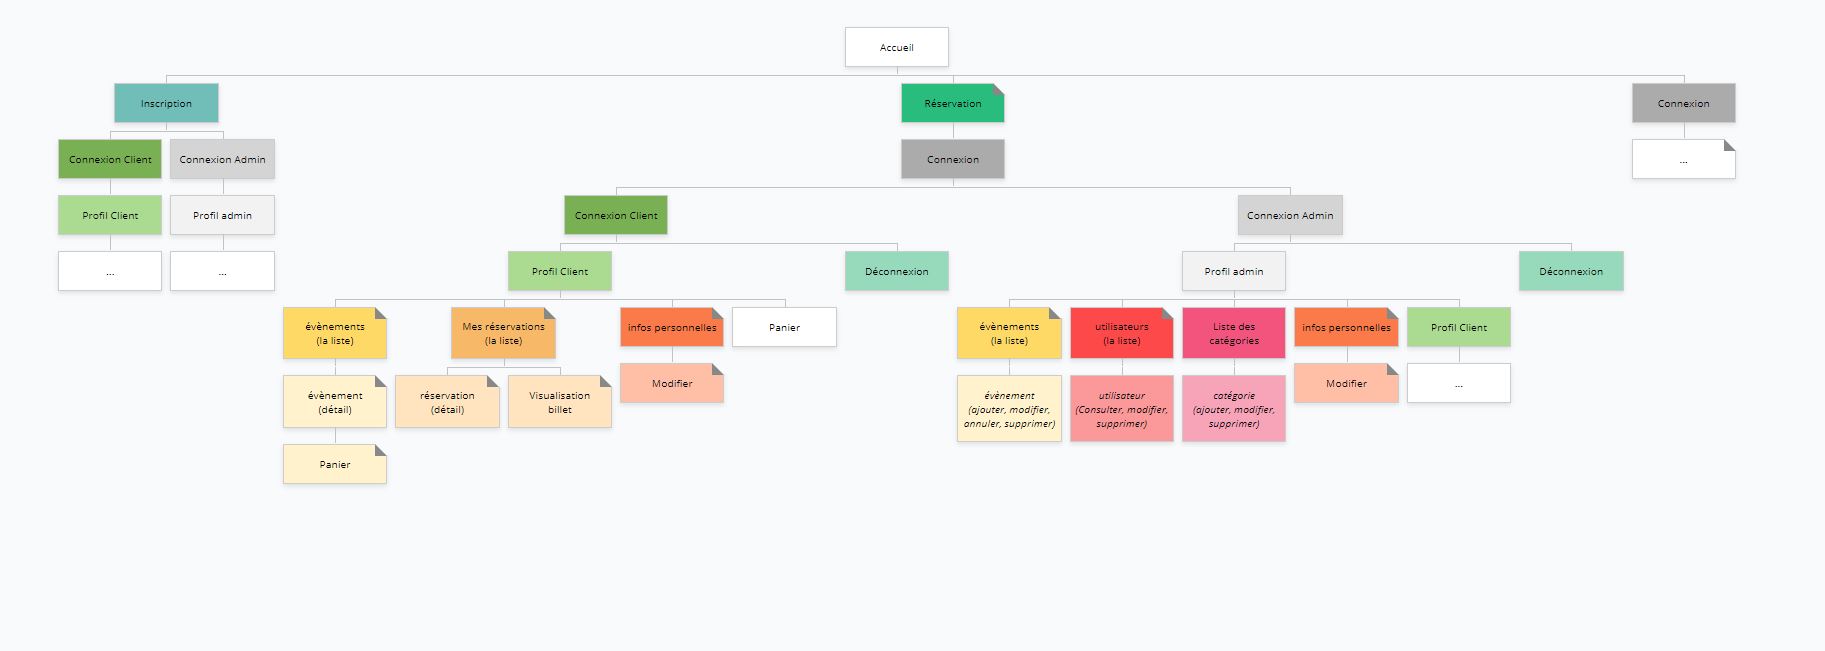 Accueil
Inscription
Réservation
Connexion
Connexion Client
Connexion Admin
Connexion
...
Profil Client
Profil admin
Connexion Client
Connexion Admin
...
...
Profil Client
Déconnexion
Profil admin
Déconnexion
évènements
(la liste)
Mes réservations
(la liste)
infos personnelles
Panier
évènements
(la liste)
utilisateurs
(la liste)
Liste des
catégories
infos personnelles
Profil Client
évènement
(détail)
réservation
(détail)
Visualisation
billet
Modifier
évènement
(ajouter, modifier,
annuler, supprimer)
utilisateur
(Consulter, modifier,
supprimer)
catégorie
(ajouter, modifier,
supprimer)
Modifier
...
Panier